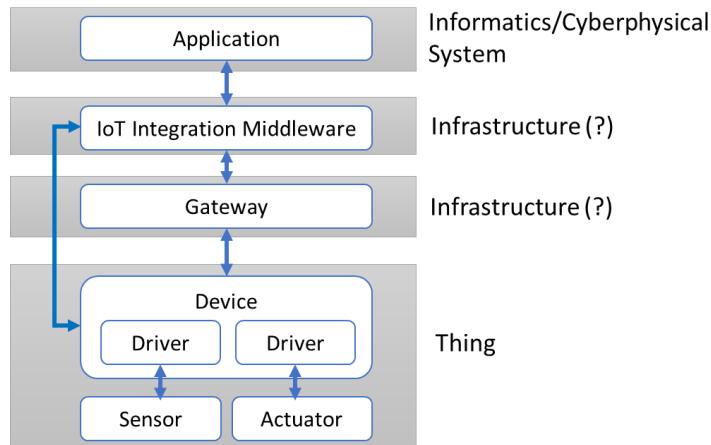 Application
Informatics/Cyberphysical
System
IoT Integration Middleware
Infrastructure (?)
Gateway
Infrastructure (?)
Device
Driver
Driver
Thing
Sensor
Actuator